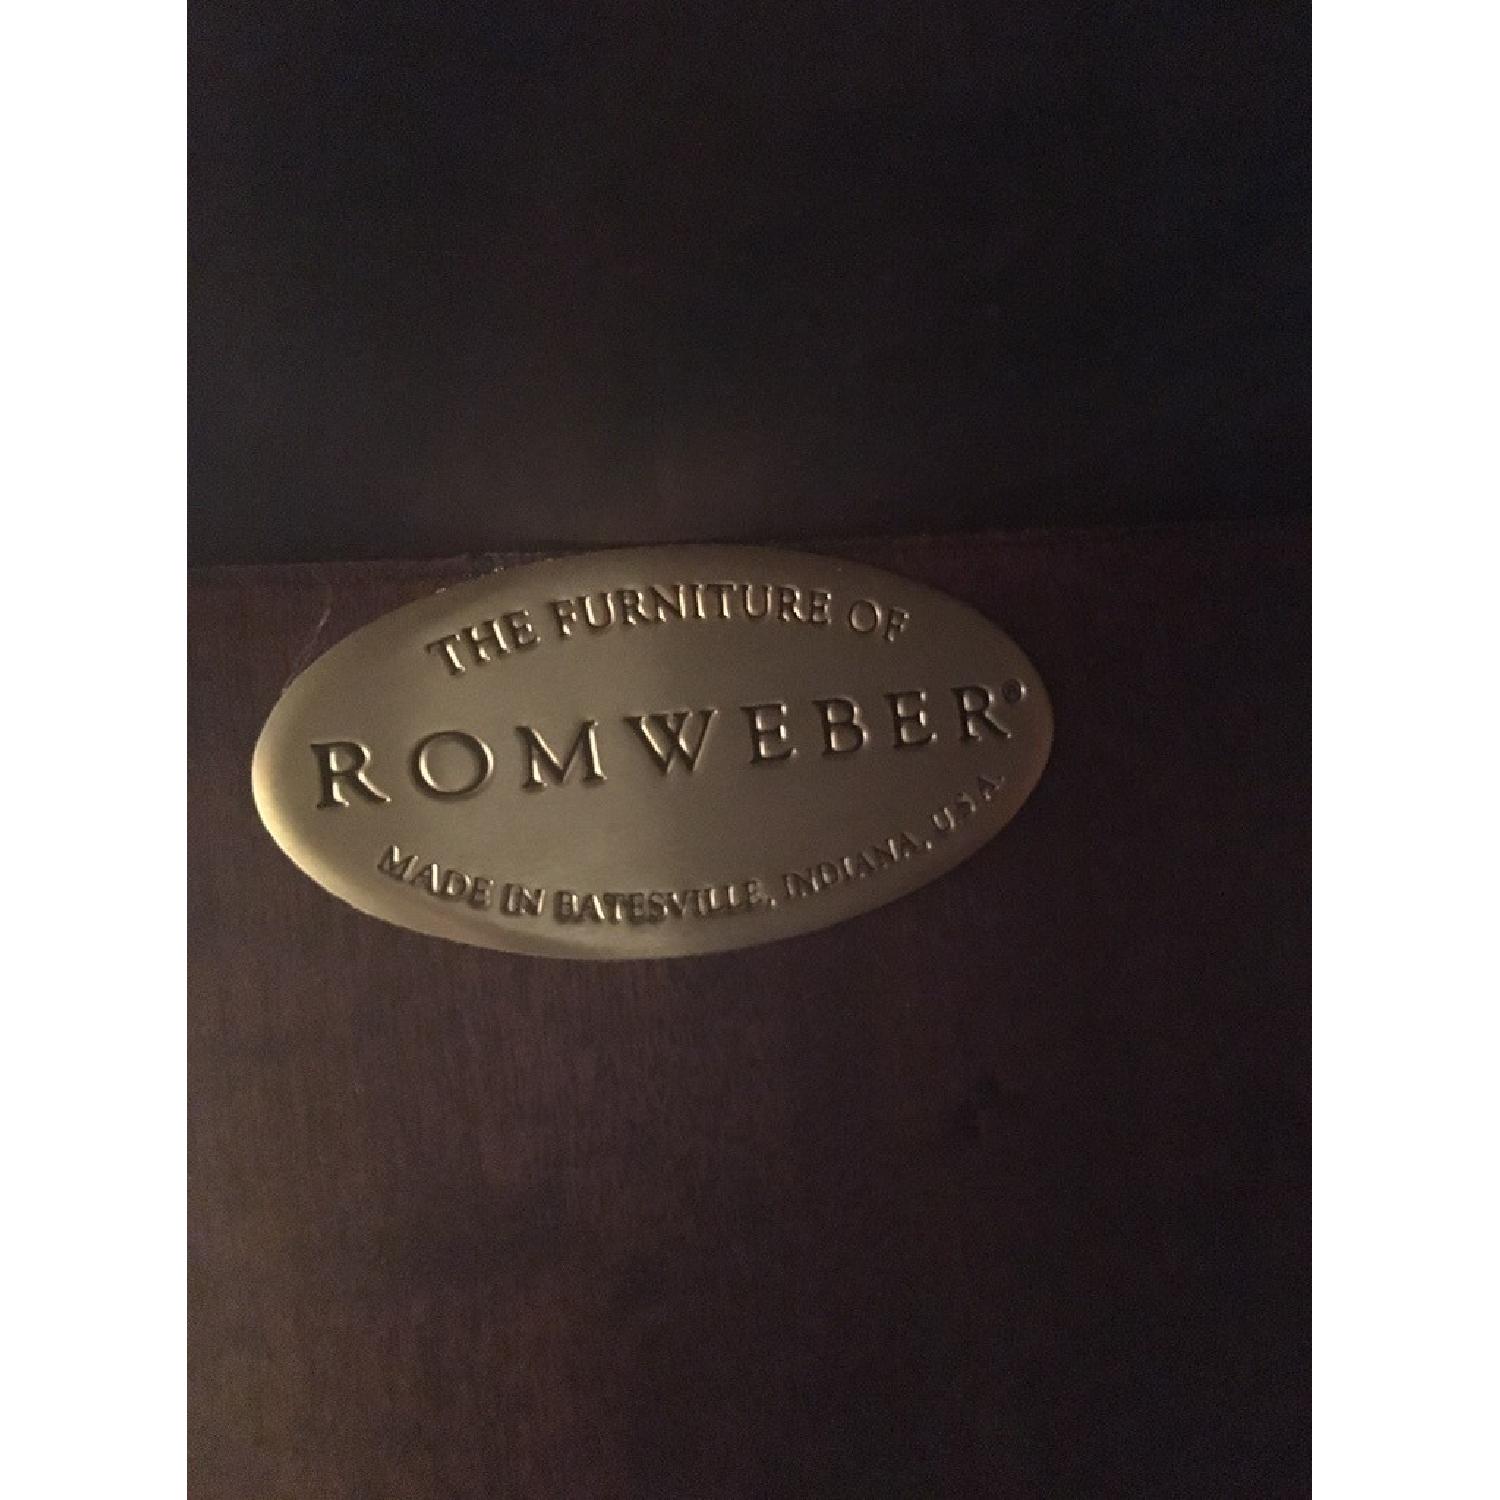 THE FURNITURE OF
ROMWEBER®
MADE IN BATESVILLE, INDIANA, U.S.A.